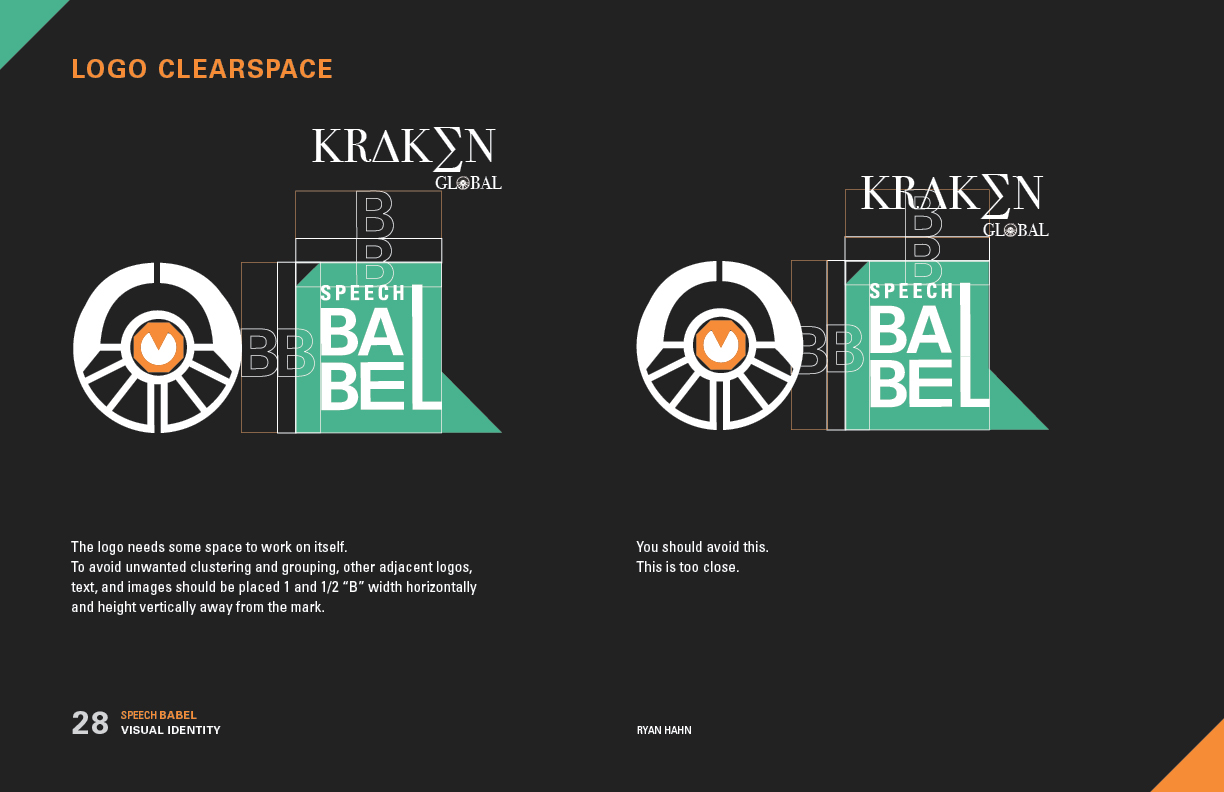 LOGO CLEARSPACE
KRΔKΣN
GLOBAL
B
B
BB
SPEECH
BA
BEL
KRΔKΣN
GLOBAL
B
B
BB
SPEECH
BA
BEL
The logo needs some space to work on itself.
To avoid unwanted clustering and grouping, other adjacent logos,
text, and images should be placed 1 and 1/2 “B” width horizontally
and height vertically away from the mark.
You should avoid this.
This is too close.
28
SPEECH BABEL
VISUAL IDENTITY
RYAN HAHN